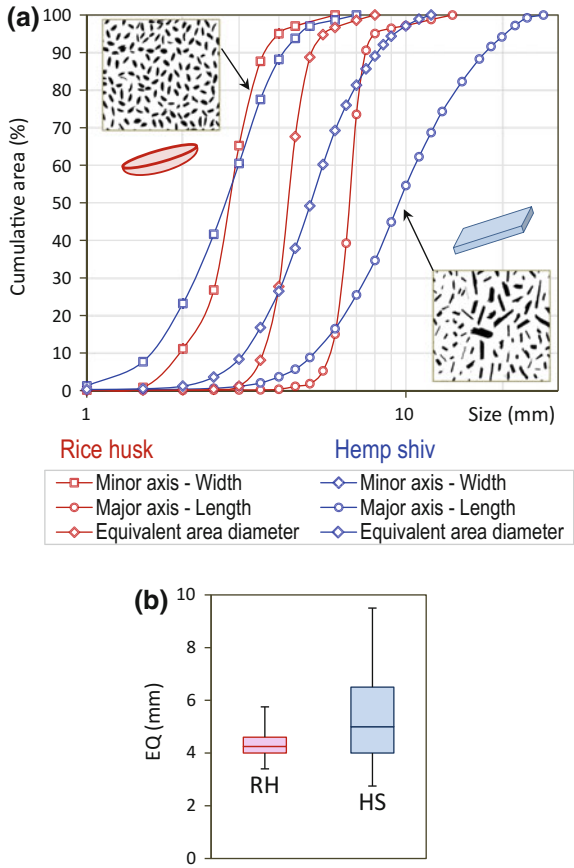 (a)
100
90
80
70
60
50
40
30
20
10
0
Cumulative area (%)
1
10
Size (mm)
Rice husk
Hemp shiv
Minor axis - Width
Minor axis - Width
Major axis - Length
Major axis - Length
Equivalent area diameter
Equivalent area diameter
(b)
10
8
6
4
2
0
EQ (mm)
RH
HS